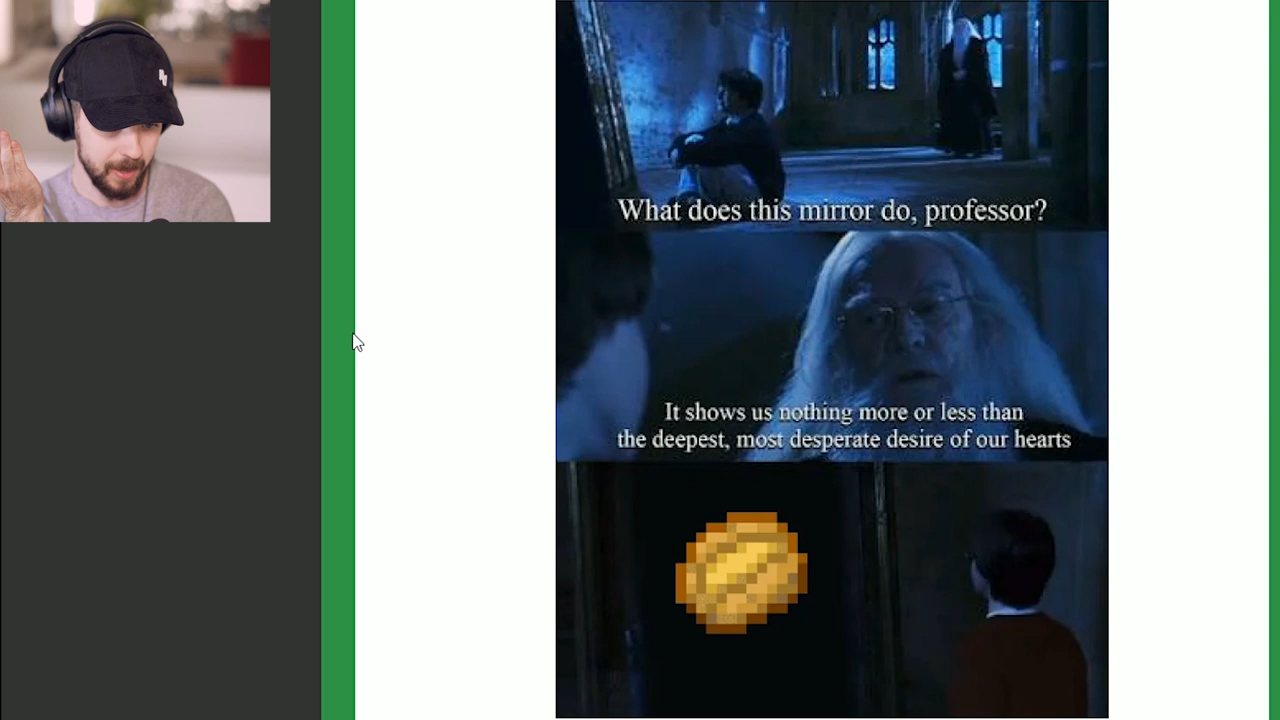 What does this mirror do, professor?
It shows us nothing more or less than
the deepest, most desperate desire of our hearts